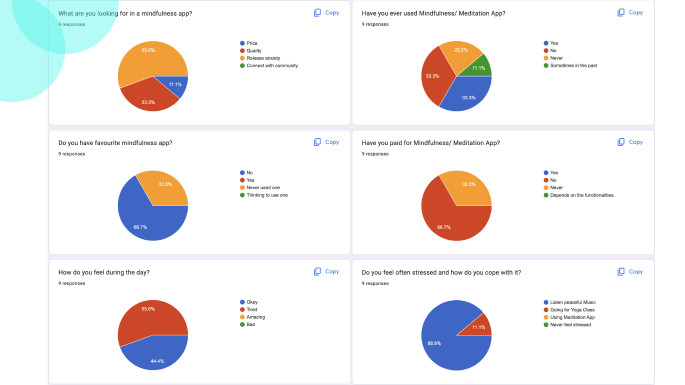 What are you looking for in a mindfulness app?
Copy
9 responses
Price
Quality
Release anxiety
Connect with community
55.6%
11.1%
33.3%
Have you ever used Mindfulness/ Meditation App?
Copy
9 responses
Yes
No
Never
Sometimes in the past
22.2%
11.1%
33.3%
33.3%
Do you have favourite mindfulness app?
Copy
9 responses
No
Yes
Never used one
Thinking to use one
33.3%
66.7%
Have you paid for Mindfulness/ Meditation App?
Copy
9 responses
Yes
No
Never
Depends on the functionalities.
33.3%
66.7%
How do you feel during the day?
Copy
9 responses
Okey
Tired
Amazing
Bad
55.6%
44.4%
Do you feel often stressed and how do you cope with it?
Copy
9 responses
Listen peaceful Music
Going for Yoga Class
Using Meditation App
Never feel stressed
11.1%
88.9%